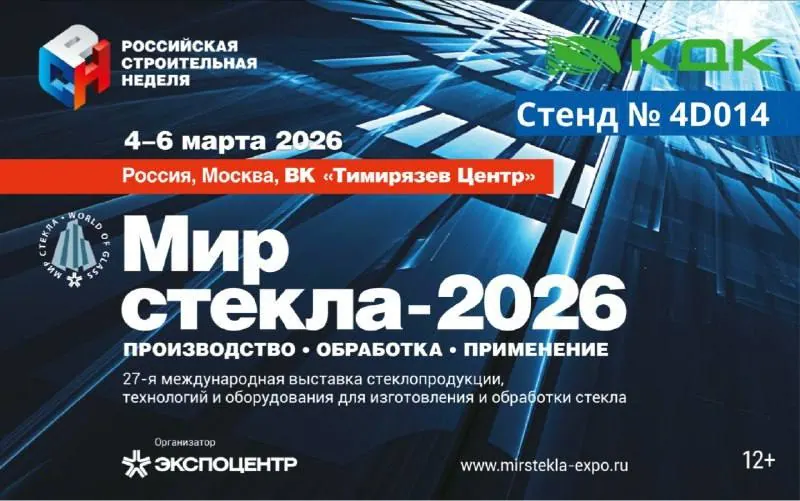 РОССИЙСКАЯ
СТРОИТЕЛЬНАЯ
НЕДЕЛЯ
РСН
КДК
Стенд № 4D014
4–6 марта 2026
Россия, Москва, ВК «Тимирязев Центр»
МИР СТЕКЛА • WORLD OF GLASS
Мир
стекла-2026
ПРОИЗВОДСТВО • ОБРАБОТКА • ПРИМЕНЕНИЕ
27-я международная выставка стеклопродукции,
технологий и оборудования для изготовления и обработки стекла
Организатор
ЭКСПОЦЕНТР
www.mirstekla-expo.ru
12+